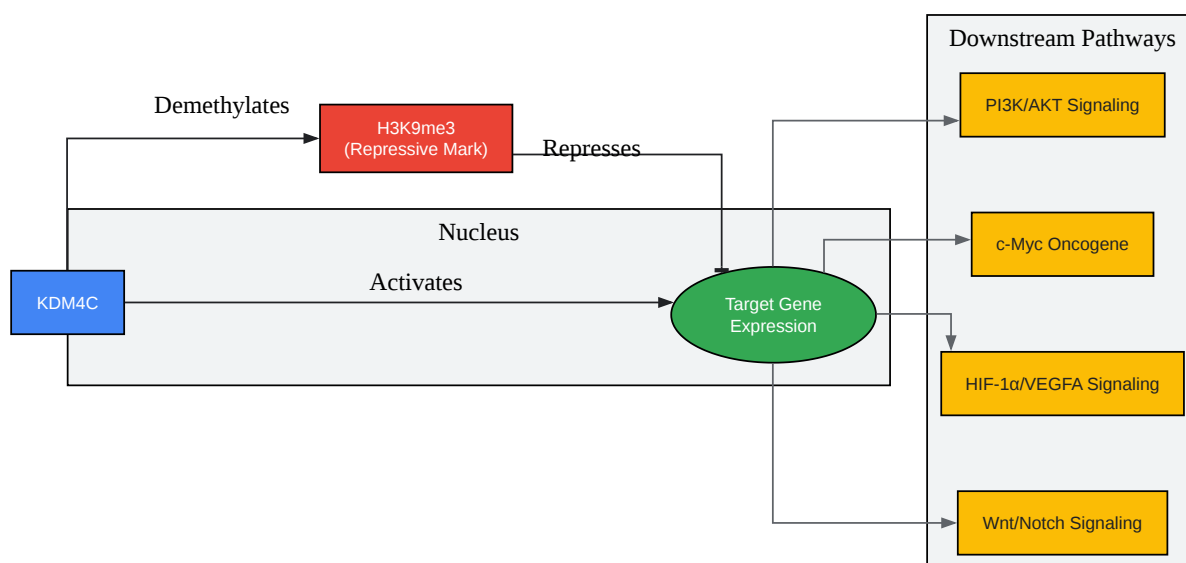 Downstream Pathways
PI3K/AKT Signaling
Demethylates
H3K9me3
(Repressive Mark)
Represses
Nucleus
c-Myc Oncogene
Activates
KDM4C
Target Gene
Expression
HIF-1α/VEGFA Signaling
Wnt/Notch Signaling